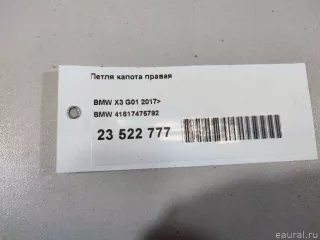 Петля капота правая
BMW X3 G01 2017>
BMW 41617475792
23 522 777
eaural.ru